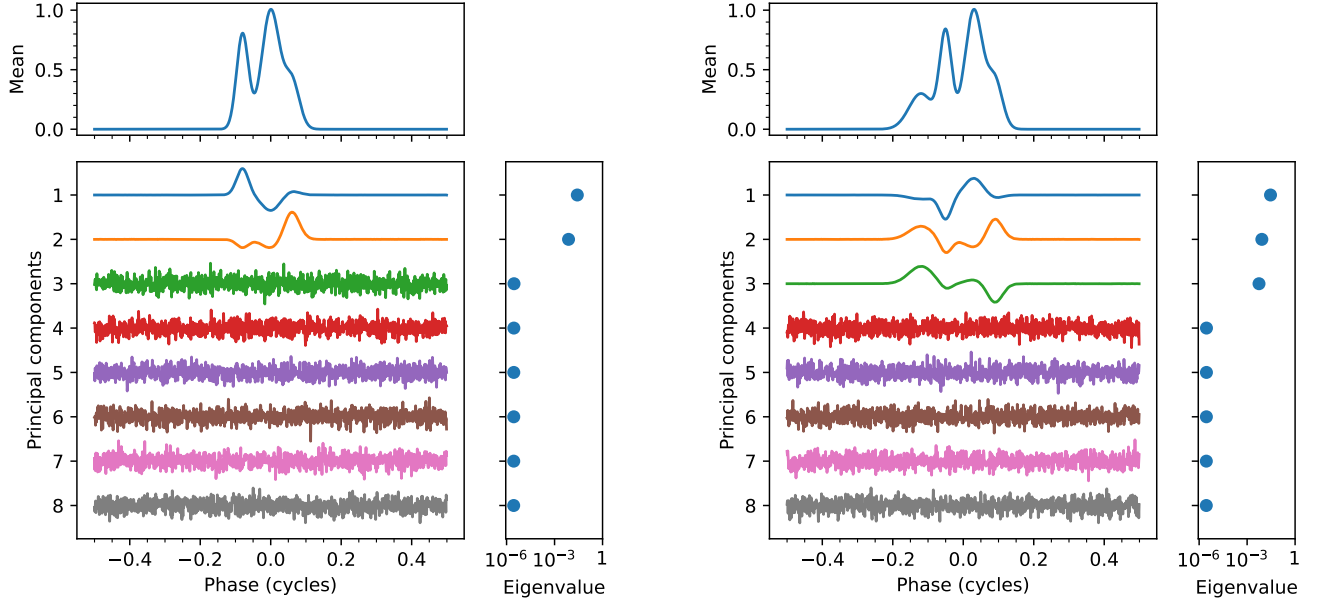 1.0
0.5
0.0
Mean
1
2
3
4
5
6
7
8
Principal components
−0.4 −0.2 0.0 0.2 0.4
Phase (cycles)
10−6 10−3 1
Eigenvalue
1.0
0.5
0.0
Mean
1
2
3
4
5
6
7
8
Principal components
−0.4 −0.2 0.0 0.2 0.4
Phase (cycles)
10−6 10−3 1
Eigenvalue